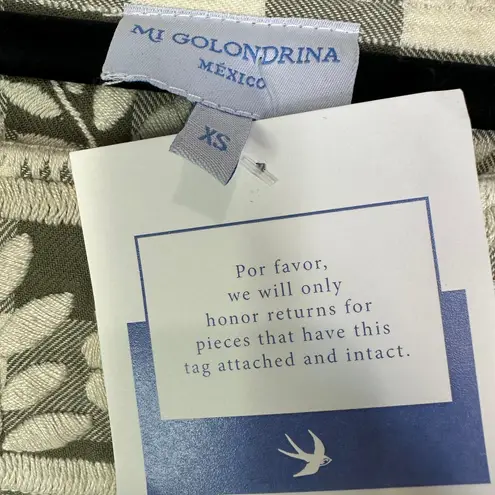 MI GOLONDRINA
MÉXICO
XS
Por favor,
we will only
honor returns for
pieces that have this
tag attached and intact.